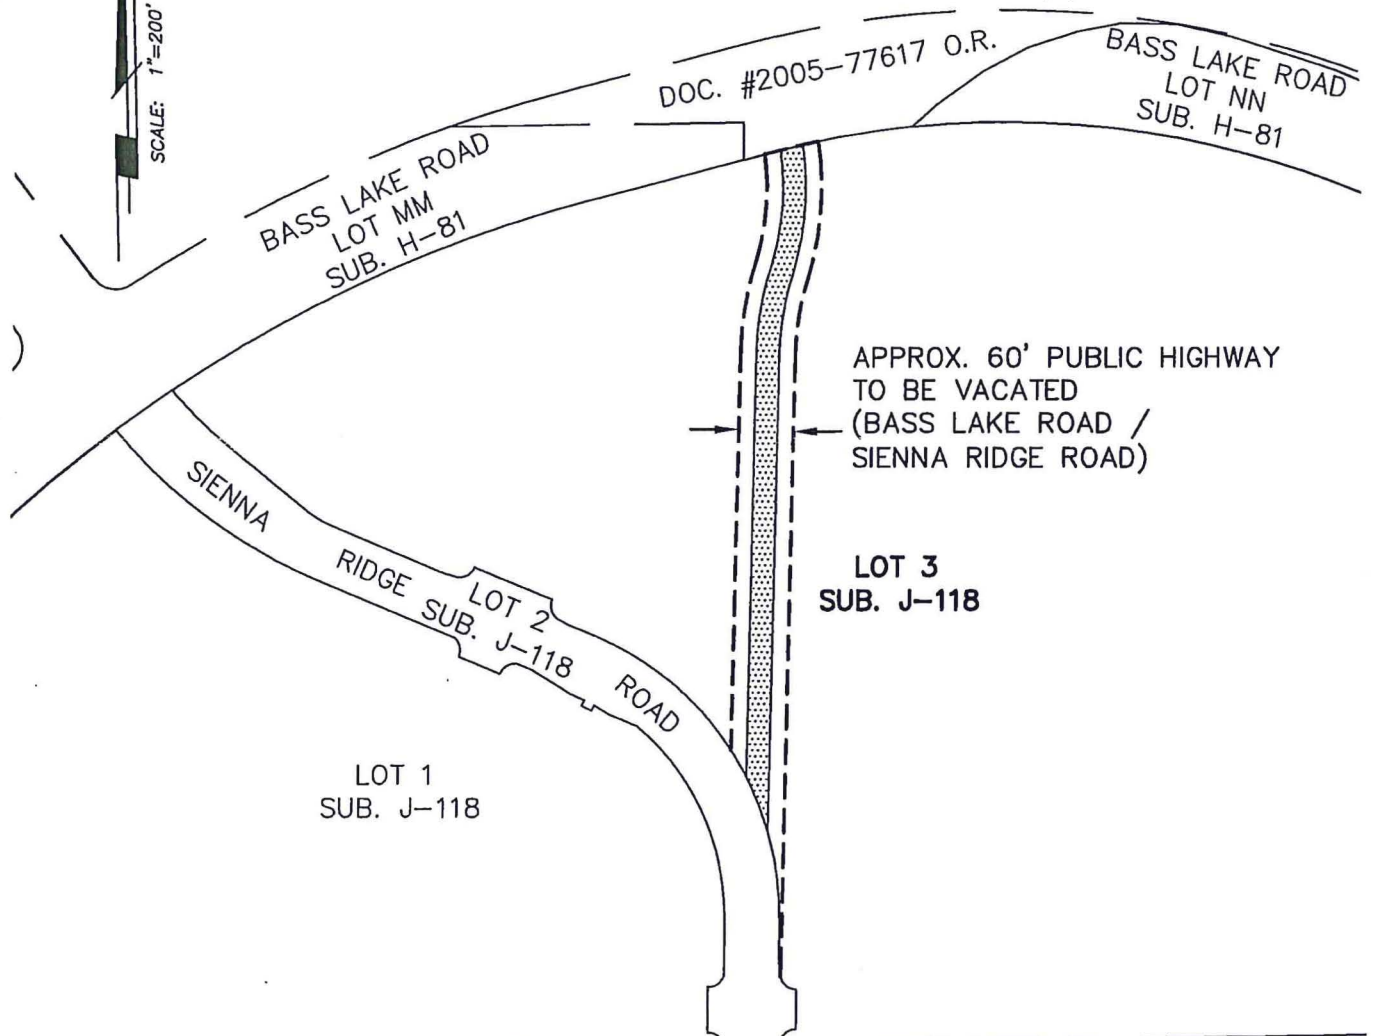 SCALE: 1"=200'
DOC. #2005-77617 O.R.
BASS LAKE ROAD
LOT NN
SUB. H-81
BASS LAKE ROAD
LOT MM
SUB. H-81
APPROX. 60' PUBLIC HIGHWAY
TO BE VACATED
(BASS LAKE ROAD /
SIENNA RIDGE ROAD)
SIENNA RIDGE ROAD
LOT 2
SUB. J-118
LOT 3
SUB. J-118
LOT 1
SUB. J-118